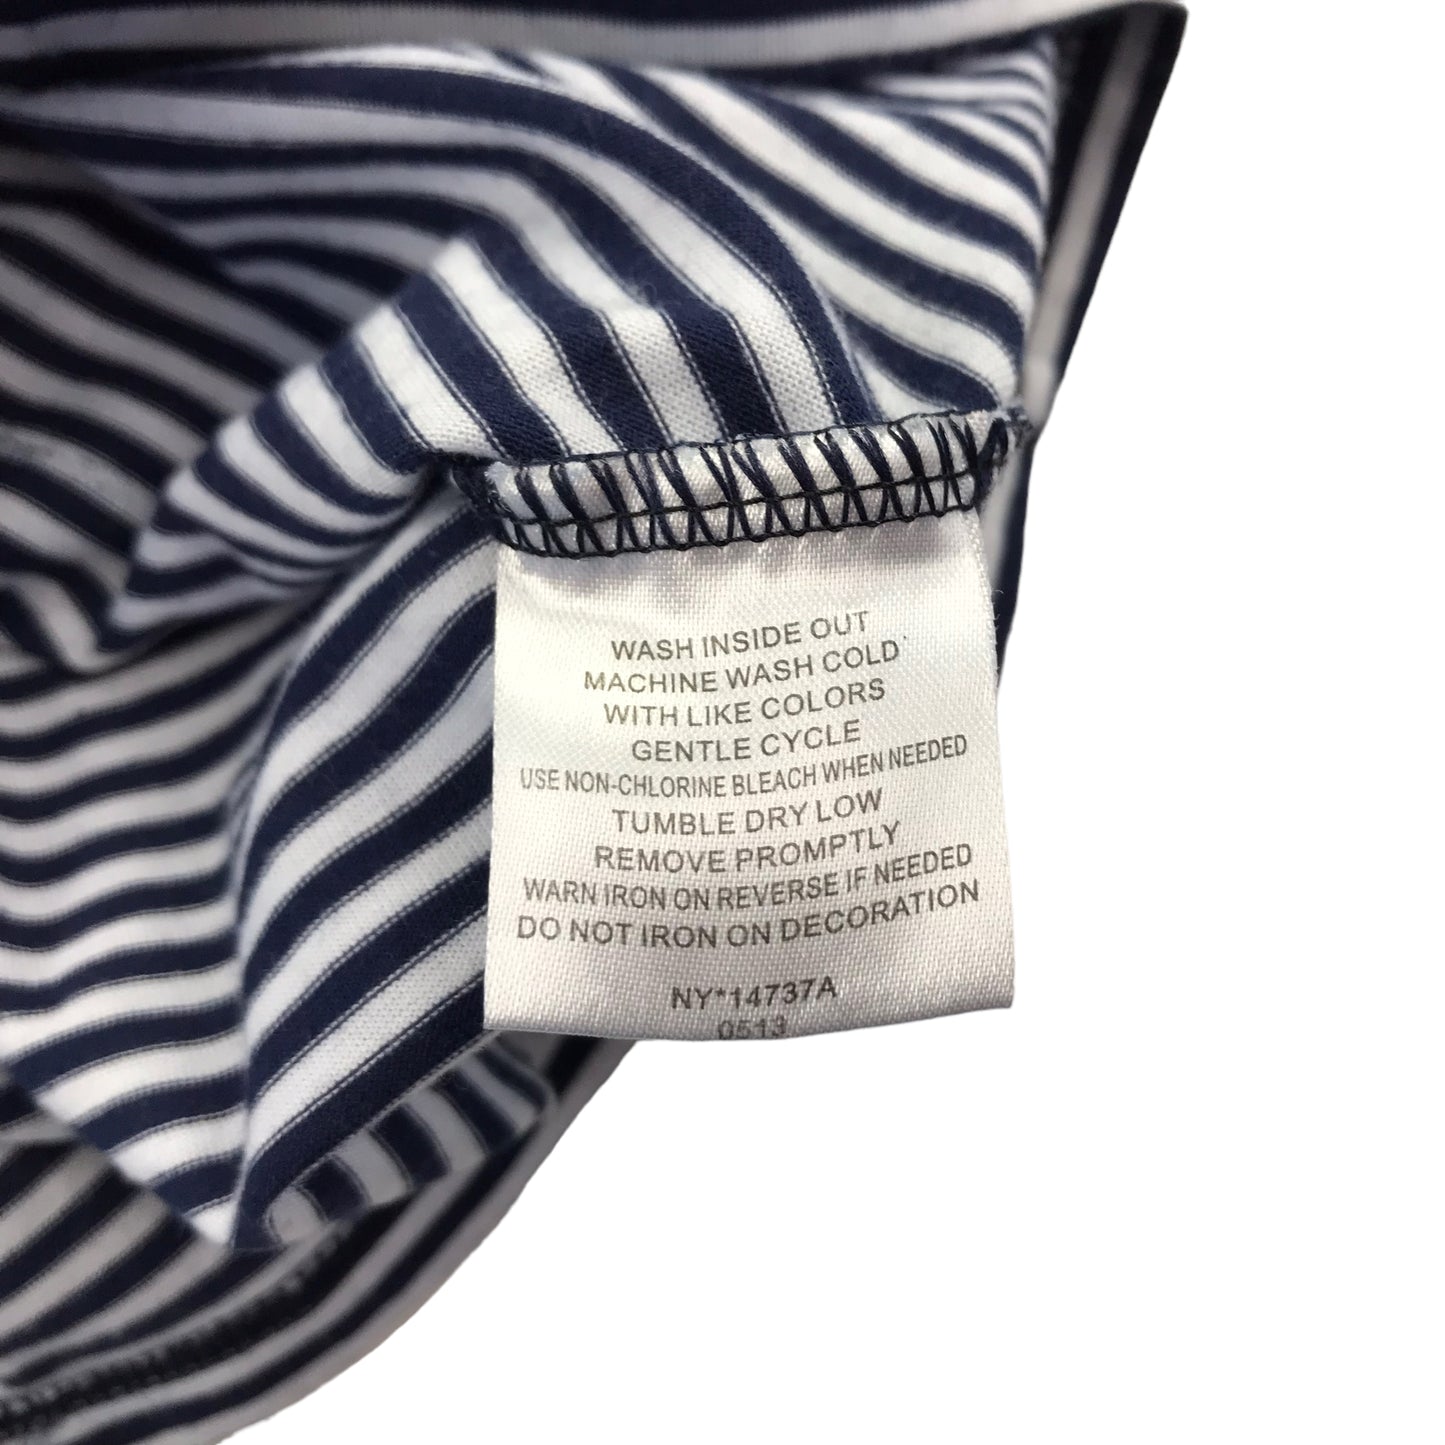 WASH INSIDE OUT
MACHINE WASH COLD
WITH LIKE COLORS
GENTLE CYCLE
USE NON-CHLORINE BLEACH WHEN NEEDED
TUMBLE DRY LOW
REMOVE PROMPTLY
WARN IRON ON REVERSE IF NEEDED
DO NOT IRON ON DECORATION
NY*14737A
0513